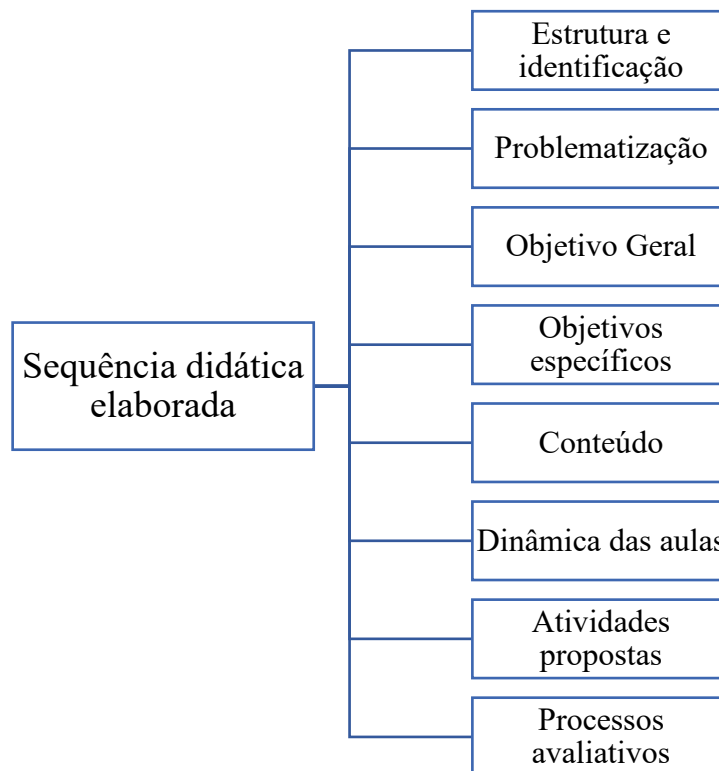 Estrutura e
identificação
Problematização
Objetivo Geral
Objetivos
específicos
Sequência didática
elaborada
Conteúdo
Dinâmica das aulas
Atividades
propostas
Processos
avaliativos